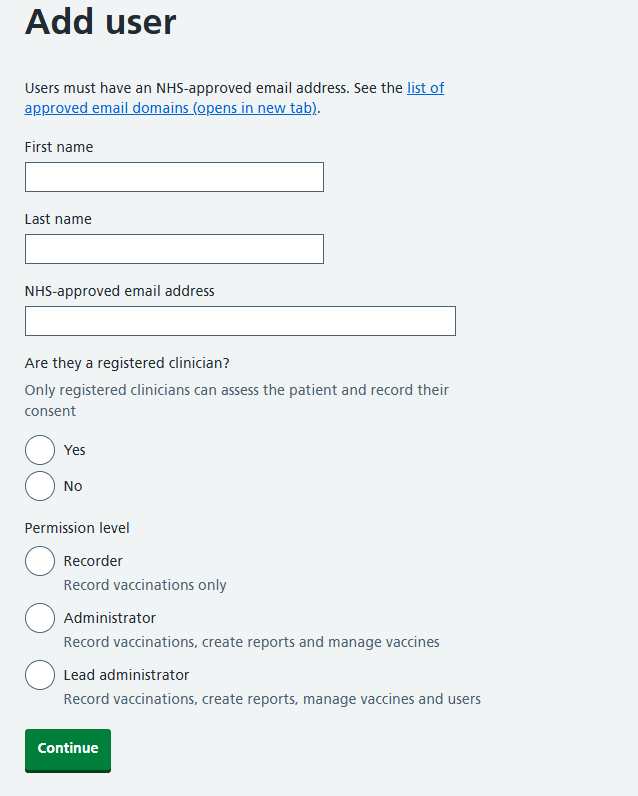 Add user
Users must have an NHS-approved email address. See the list of
approved email domains (opens in new tab).
First name
Last name
NHS-approved email address
Are they a registered clinician?
Only registered clinicians can assess the patient and record their
consent
Yes
No
Permission level
Recorder
Record vaccinations only
Administrator
Record vaccinations, create reports and manage vaccines
Lead administrator
Record vaccinations, create reports, manage vaccines and users
Continue